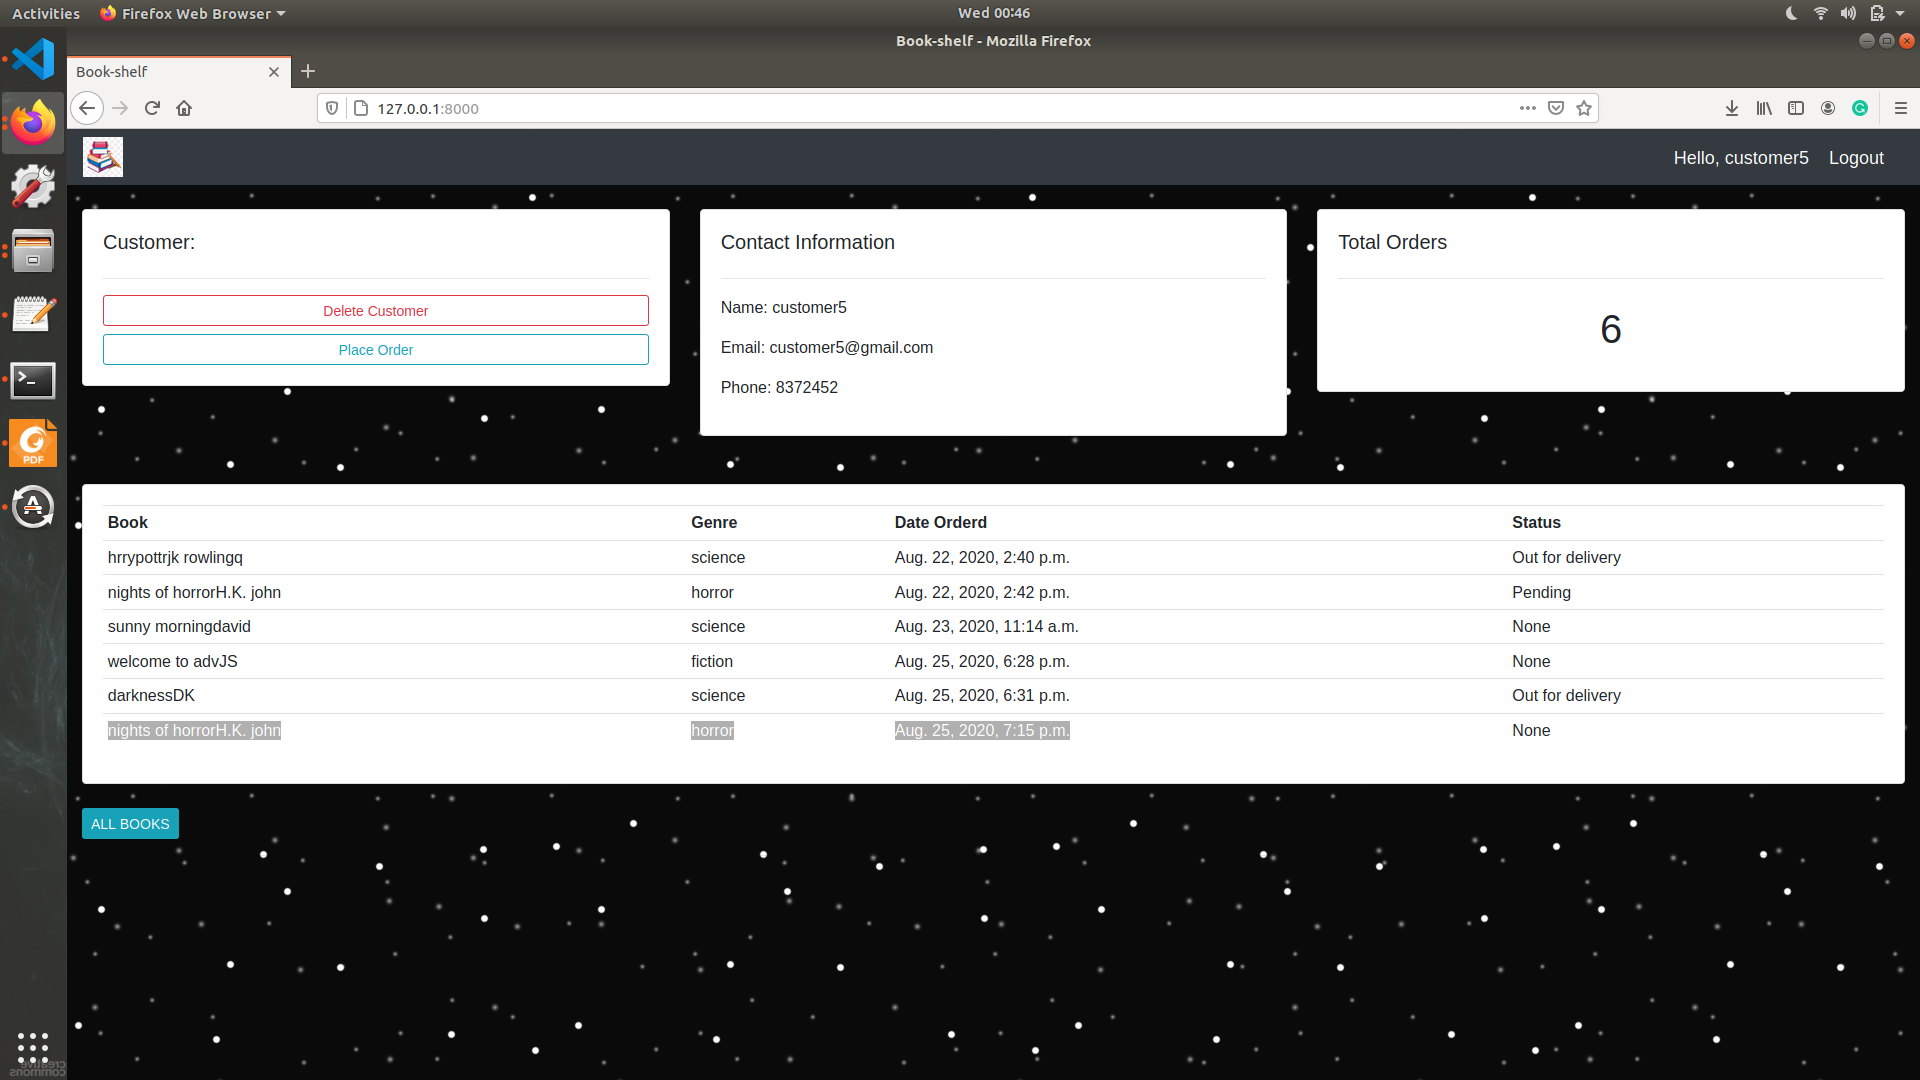 Activities Firefox Web Browser Wed 00:46
Book-shelf - Mozilla Firefox
Book-shelf
127.0.0.1:8000
Hello, customer5 Logout
Customer:
Delete Customer
Place Order
Contact Information
Name: customer5
Email: customer5@gmail.com
Phone: 8372452
Total Orders
6
Book Genre Date Orderd Status
hrrypottrjk rowlingq science Aug. 22, 2020, 2:40 p.m. Out for delivery
nights of horrorH.K. john horror Aug. 22, 2020, 2:42 p.m. Pending
sunny morningdavid science Aug. 23, 2020, 11:14 a.m. None
welcome to advJS fiction Aug. 25, 2020, 6:28 p.m. None
darknessDK science Aug. 25, 2020, 6:31 p.m. Out for delivery
nights of horrorH.K. john horror Aug. 25, 2020, 7:15 p.m. None
ALL BOOKS
PDF
creative
commons